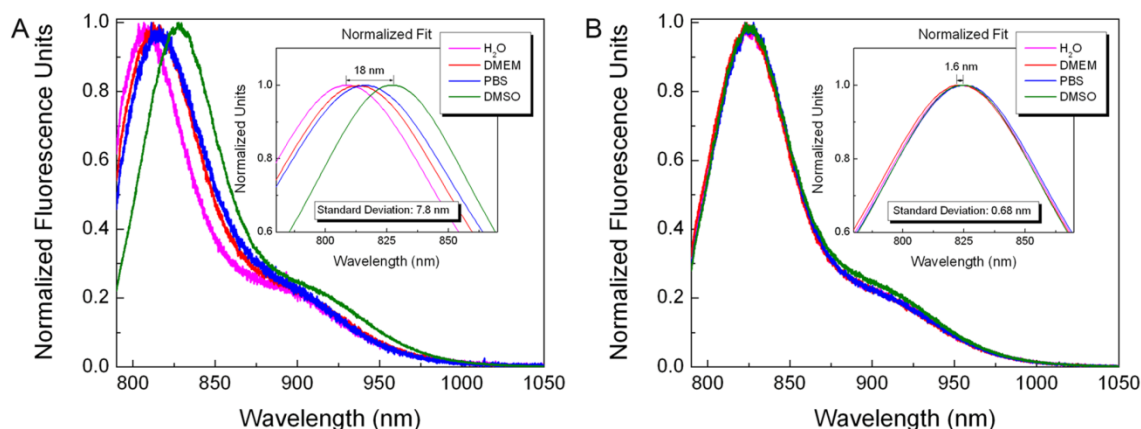 A
Normalized Fluorescence Units
1.0
0.8
0.6
0.4
0.2
0.0
800
850
900
950
1000
1050
Wavelength (nm)
Normalized Fit
H₂O
DMEM
PBS
DMSO
18 nm
Normalized Units
1.0
0.8
0.6
Standard Deviation: 7.8 nm
800
825
850
Wavelength (nm)
B
Normalized Fluorescence Units
1.0
0.8
0.6
0.4
0.2
0.0
800
850
900
950
1000
1050
Wavelength (nm)
Normalized Fit
H₂O
DMEM
PBS
DMSO
1.6 nm
Normalized Units
1.0
0.8
0.6
Standard Deviation: 0.68 nm
800
825
850
Wavelength (nm)